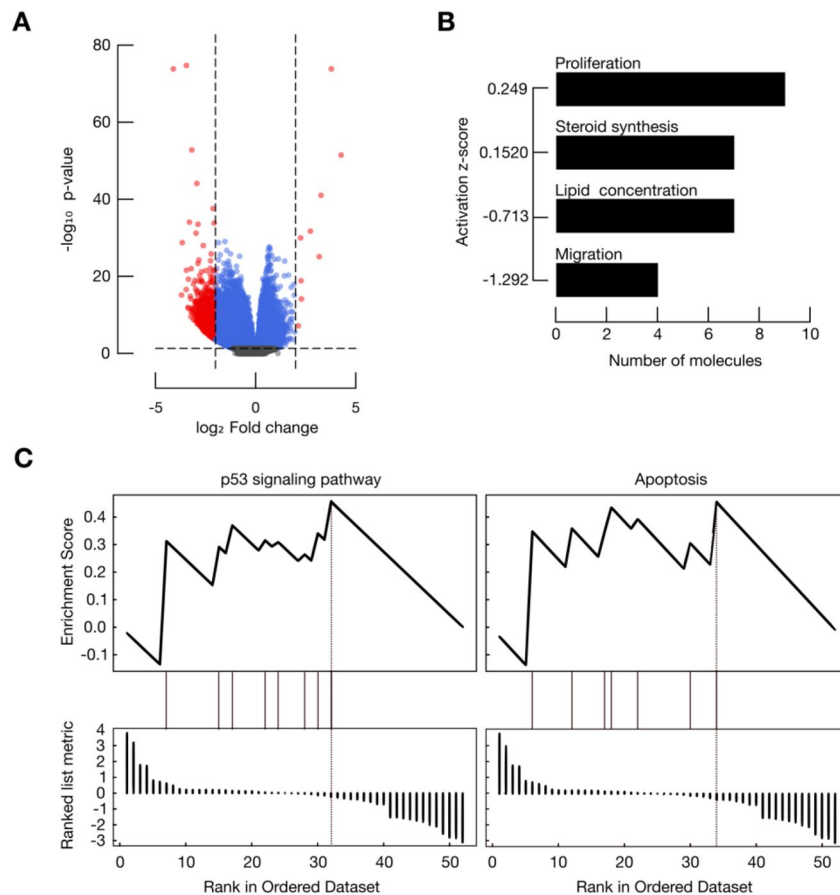 A
80
60
40
20
0
-log₁₀ p-value
-5 0 5
log₂ Fold change
B
Proliferation
0.249
Steroid synthesis
0.1520
Lipid concentration
-0.713
Migration
-1.292
Activation z-score
0 2 4 6 8 10
Number of molecules
C
p53 signaling pathway
Apoptosis
Enrichment Score
0.4
0.3
0.2
0.1
0.0
-0.1
Ranked list metric
4
3
2
1
0
-1
-2
-3
0 10 20 30 40 50
0 10 20 30 40 50
Rank in Ordered Dataset
Rank in Ordered Dataset